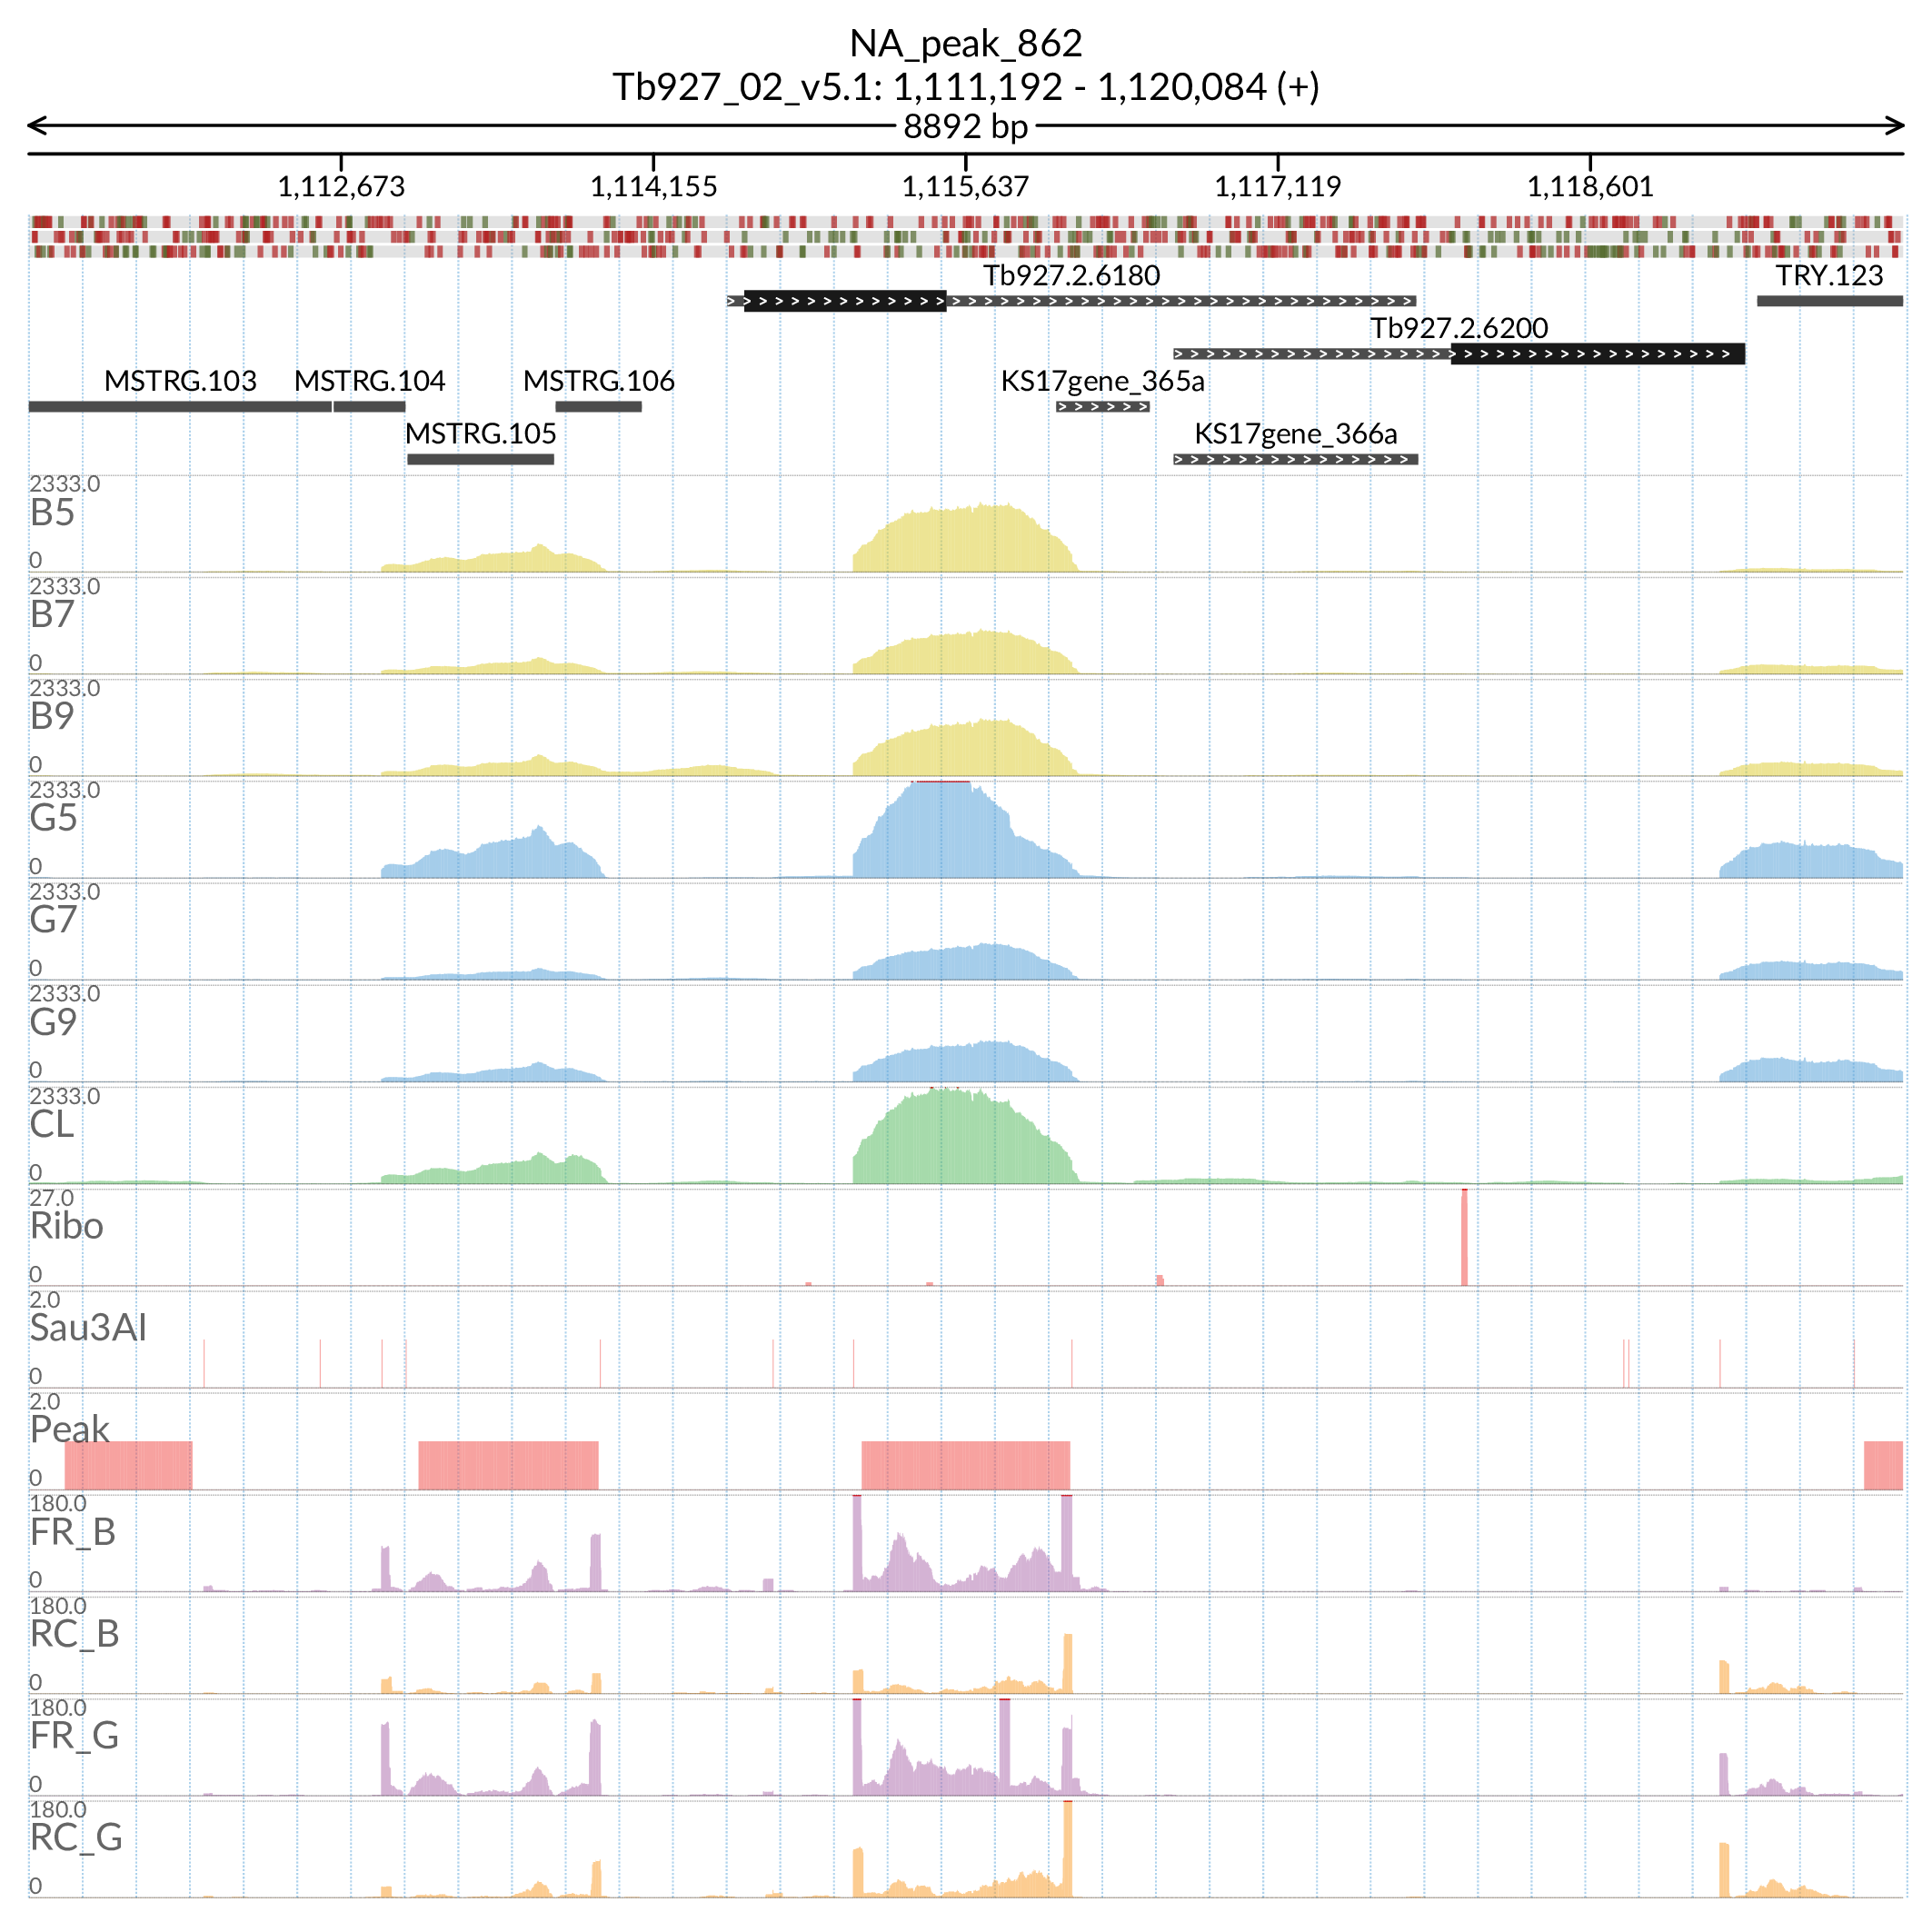 NA_peak_862
Tb927_02_v5.1: 1,111,192 - 1,120,084 (+)
8892 bp
1,112,673 1,114,155 1,115,637 1,117,119 1,118,601
Tb927.2.6180 TRY.123
Tb927.2.6200
MSTRG.103 MSTRG.104 MSTRG.106 KS17gene_365a
MSTRG.105 KS17gene_366a
2333.0
B5
0
2333.0
B7
0
2333.0
B9
0
2333.0
G5
0
2333.0
G7
0
2333.0
G9
0
2333.0
CL
0
27.0
Ribo
0
2.0
Sau3AI
0
2.0
Peak
0
180.0
FR_B
0
180.0
RC_B
0
180.0
FR_G
0
180.0
RC_G
0